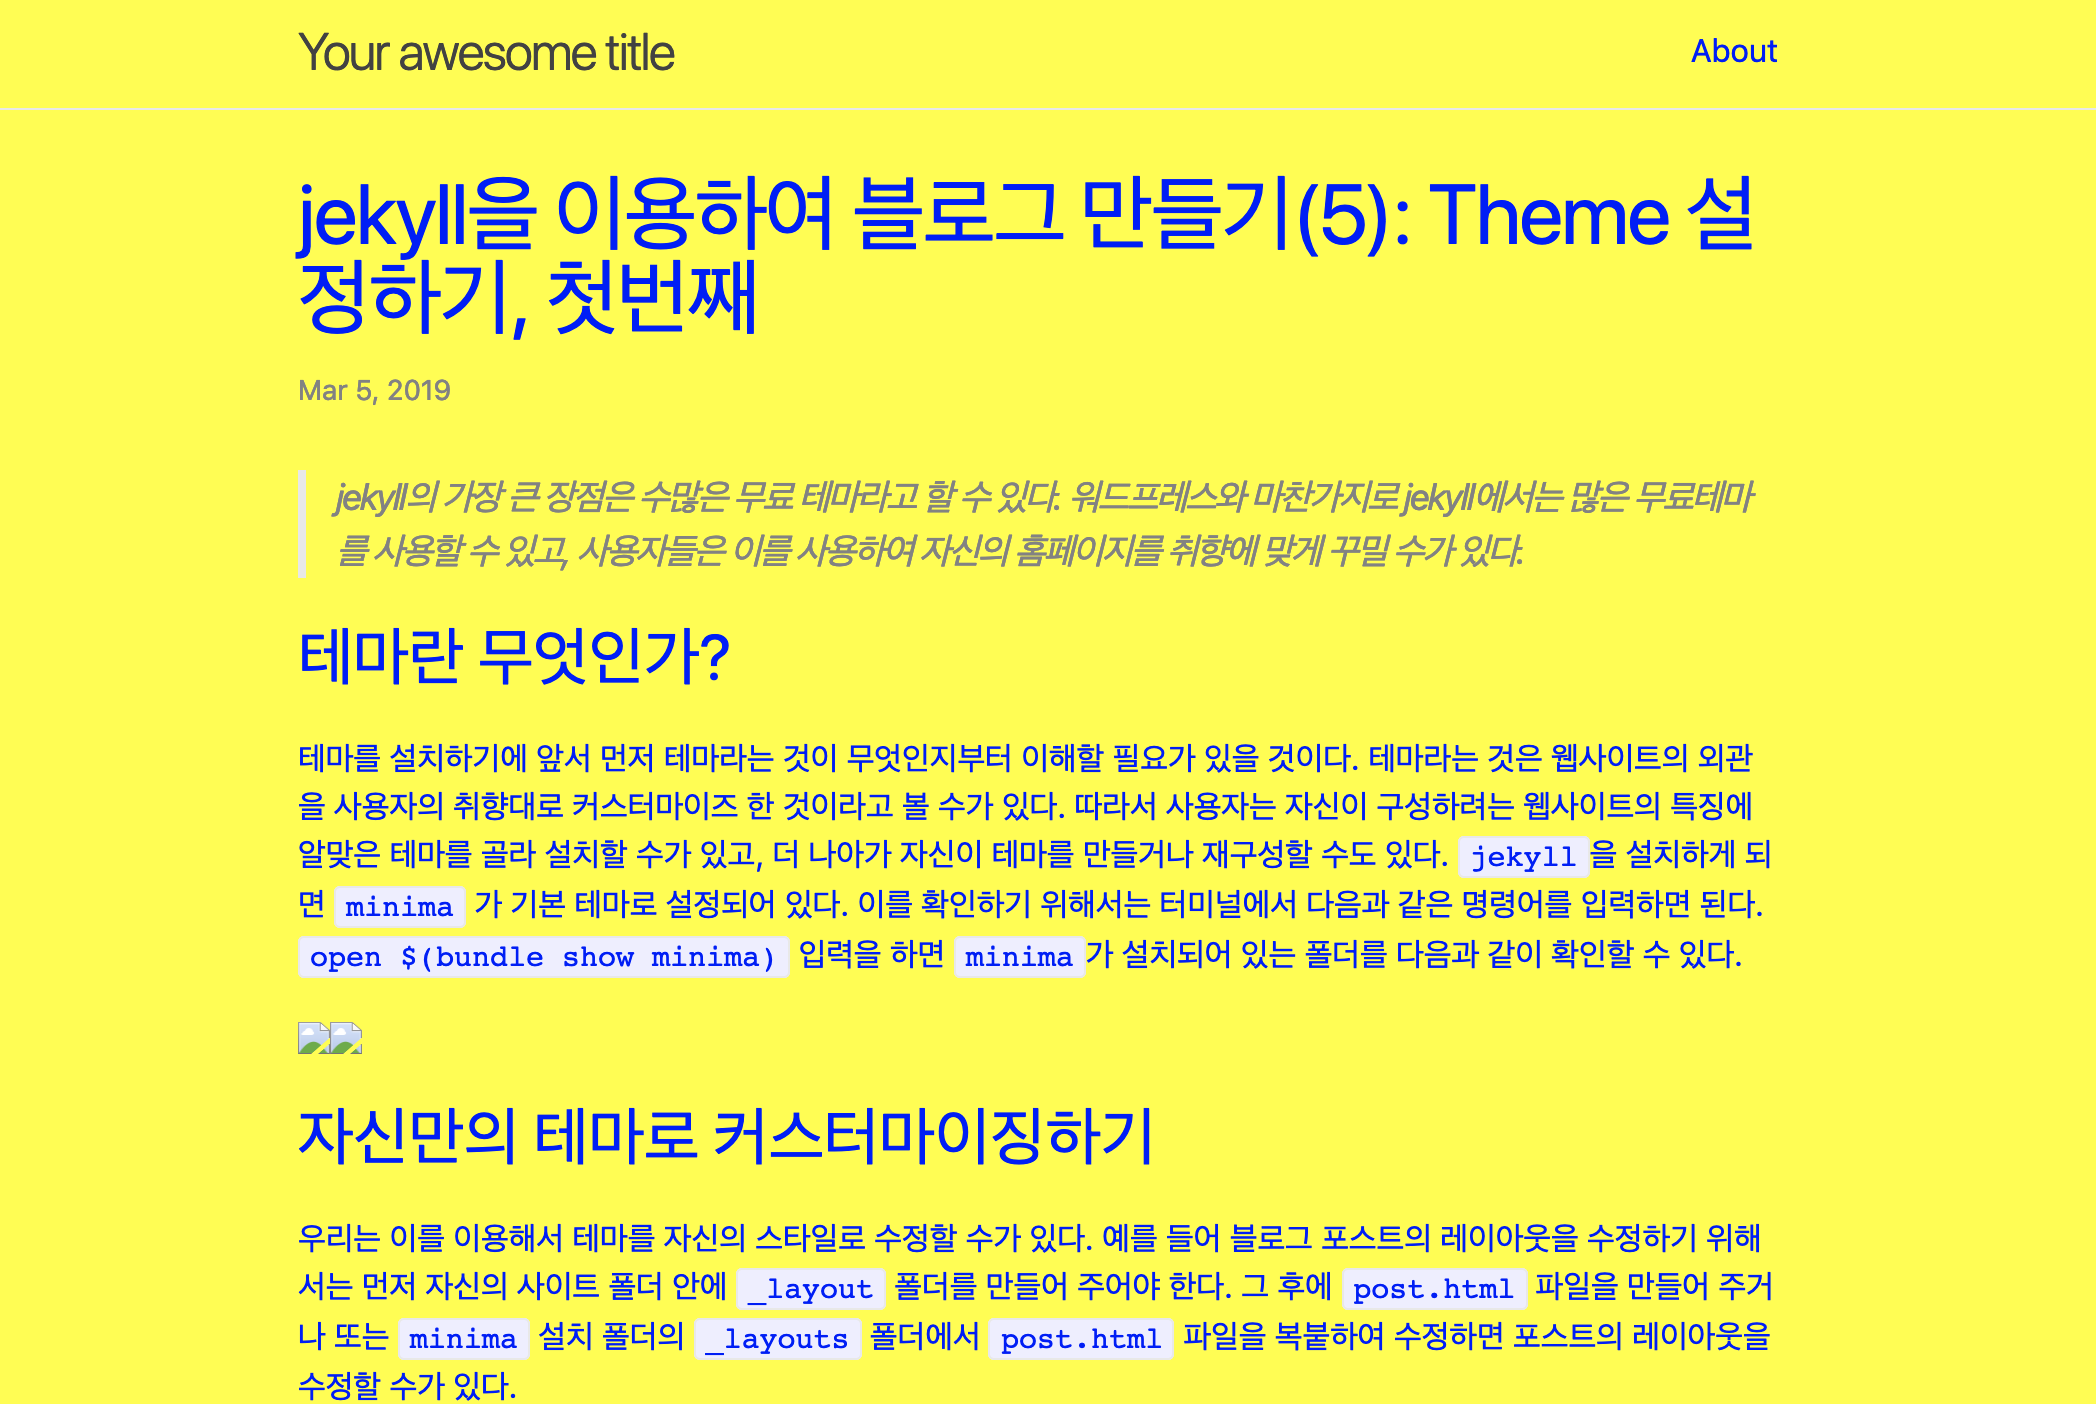 Your awesome title
About
jekyll을 이용하여 블로그 만들기(5): Theme 설
정하기, 첫번째
Mar 5, 2019
jekyll의 가장 큰 장점은 수많은 무료 테마라고 할 수 있다. 워드프레스와 마찬가지로 jekyll에서는 많은 무료테마
를 사용할 수 있고, 사용자들은 이를 사용하여 자신의 홈페이지를 취향에 맞게 꾸밀 수가 있다.
테마란 무엇인가?
테마를 설치하기에 앞서 먼저 테마라는 것이 무엇인지부터 이해할 필요가 있을 것이다. 테마라는 것은 웹사이트의 외관
을 사용자의 취향대로 커스터마이즈 한 것이라고 볼 수가 있다. 따라서 사용자는 자신이 구성하려는 웹사이트의 특징에
알맞은 테마를 골라 설치할 수가 있고, 더 나아가 자신이 테마를 만들거나 재구성할 수도 있다. jekyll을 설치하게 되
면 minima 가 기본 테마로 설정되어 있다. 이를 확인하기 위해서는 터미널에서 다음과 같은 명령어를 입력하면 된다.
open $(bundle show minima) 입력을 하면 minima가 설치되어 있는 폴더를 다음과 같이 확인할 수 있다.
자신만의 테마로 커스터마이징하기
우리는 이를 이용해서 테마를 자신의 스타일로 수정할 수가 있다. 예를 들어 블로그 포스트의 레이아웃을 수정하기 위해
서는 먼저 자신의 사이트 폴더 안에 _layout 폴더를 만들어 주어야 한다. 그 후에 post.html 파일을 만들어 주거
나 또는 minima 설치 폴더의 _layouts 폴더에서 post.html 파일을 복붙하여 수정하면 포스트의 레이아웃을
수정할 수가 있다.